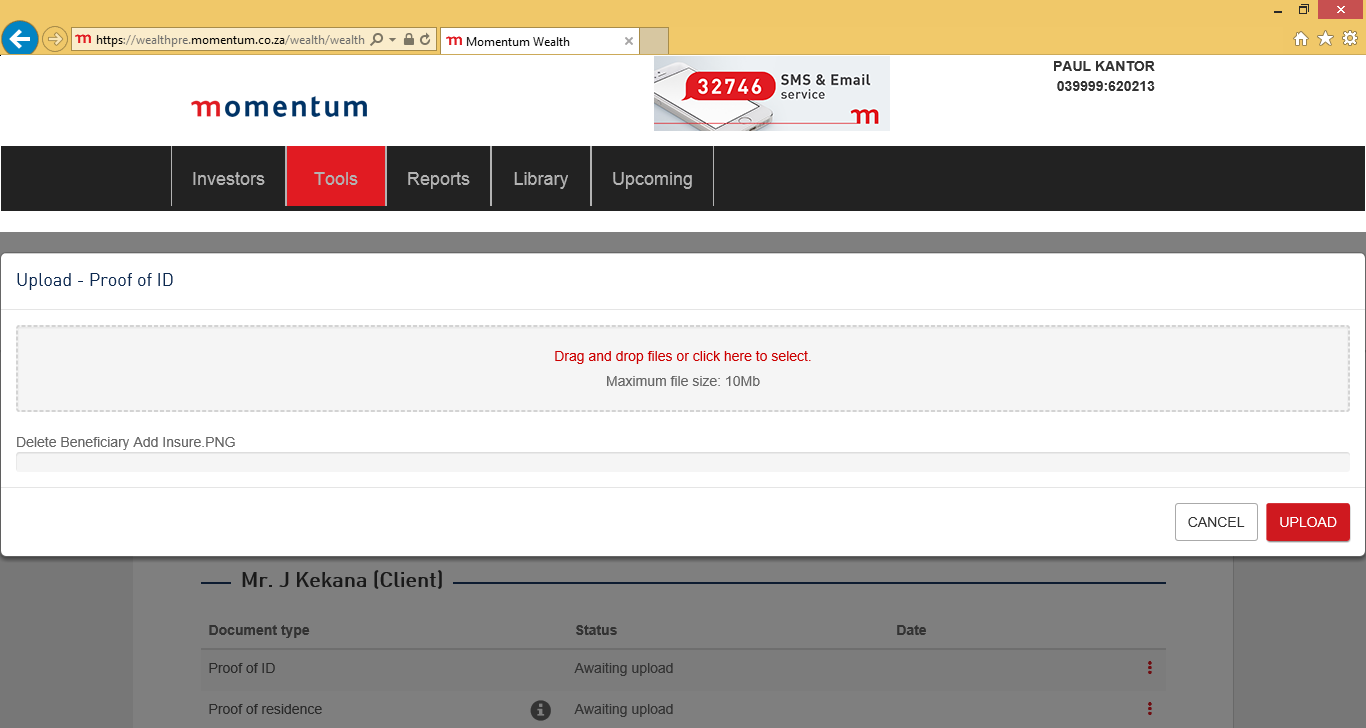 https://wealthpre.momentum.co.za/wealth/wealth
m Momentum Wealth
momentum
32746 SMS & Email
service
m
PAUL KANTOR
039999:620213
Investors
Tools
Reports
Library
Upcoming
Upload - Proof of ID
Drag and drop files or click here to select.
Maximum file size: 10Mb
Delete Beneficiary Add Insure.PNG
CANCEL
UPLOAD
Mr. J Kekana (Client)
Document type Status Date
Proof of ID Awaiting upload
Proof of residence Awaiting upload